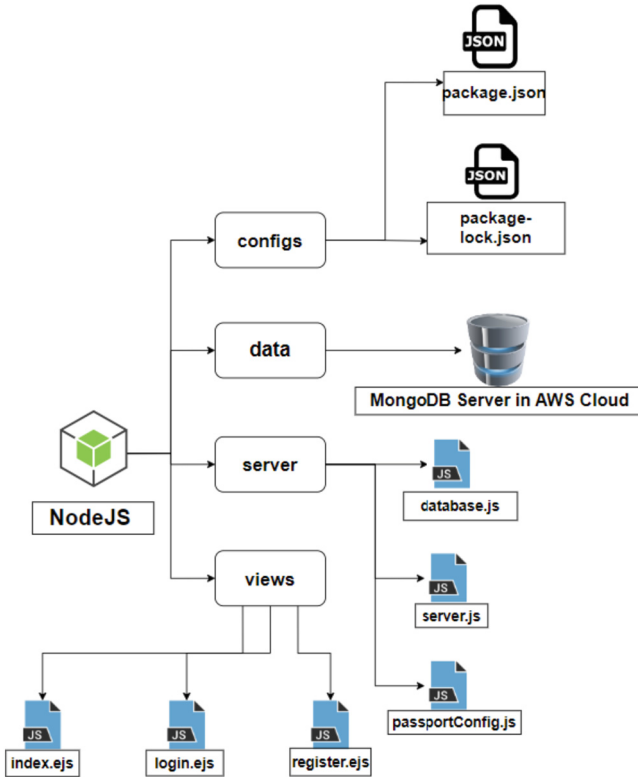 JSON
package.json
JSON
package-
lock.json
configs
data
MongoDB Server in AWS Cloud
NodeJS
server
JS
database.js
views
JS
server.js
JS
passportConfig.js
JS
index.ejs
JS
login.ejs
JS
register.ejs